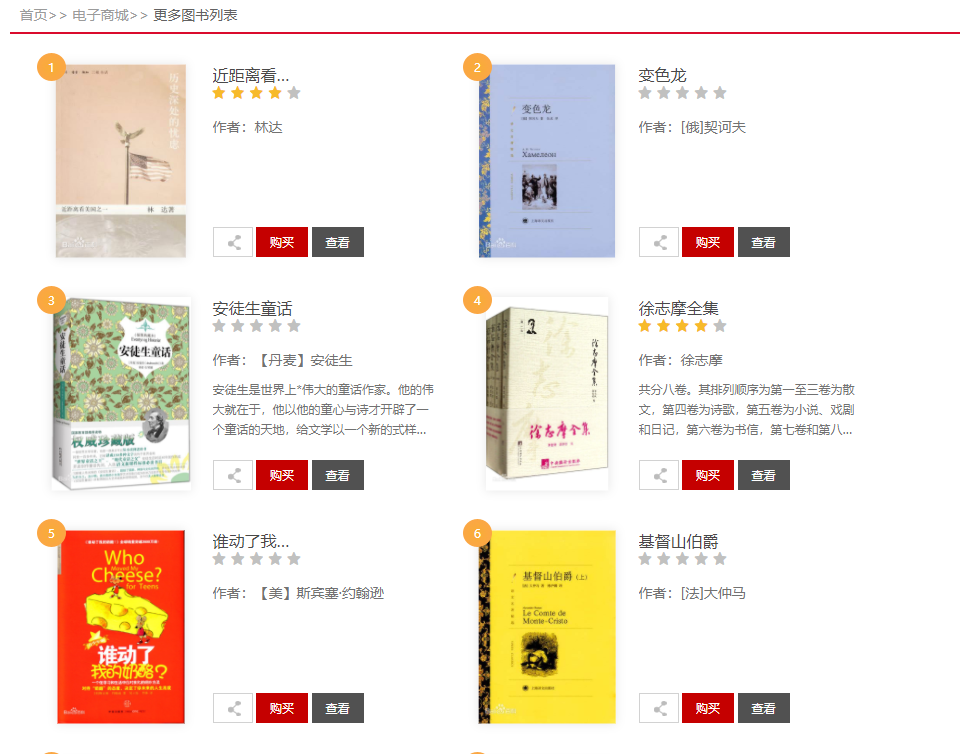 首页>> 电子商城>> 更多图书列表
1
历史深处的忧虑
近距离看美国之一
林 达著
近距离看...
作者：林达
购买
查看
2
变色龙
变色龙
作者：[俄]契诃夫
购买
查看
3
安徒生童话
安徒生童话
权威珍藏版
安徒生童话
作者：【丹麦】安徒生
安徒生是世界上*伟大的童话作家。他的伟
大就在于，他以他的童心与诗才开辟了一
个童话的天地，给文学以一个新的式样...
购买
查看
4
徐志摩全集
徐志摩全集
徐志摩全集
作者：徐志摩
共分八卷。其排列顺序为第一至三卷为散
文，第四卷为诗歌，第五卷为小说、戏剧
和日记，第六卷为书信，第七卷和第八...
购买
查看
5
Who
Moved My
Cheese?
for Teens
谁动了
我的奶酪?
谁动了我...
作者：【美】斯宾塞·约翰逊
购买
查看
6
基督山伯爵（上）
Le Comte de
Monte-Cristo
基督山伯爵
作者：[法]大仲马
购买
查看